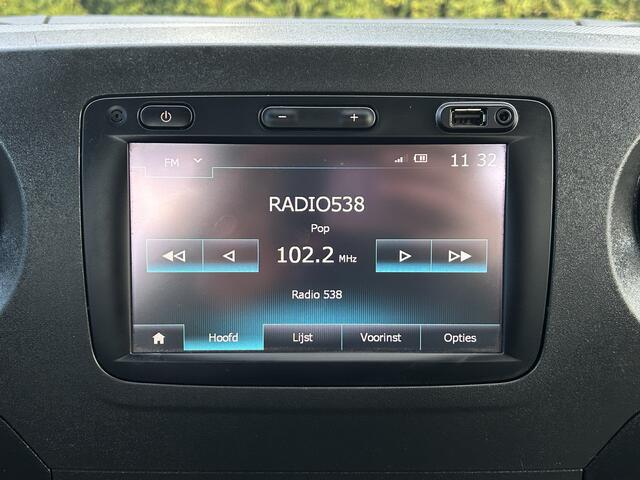 FM 11 32
RADIO538
Pop
102.2 MHz
Radio 538
Hoofd Lijst Voorinst Opties